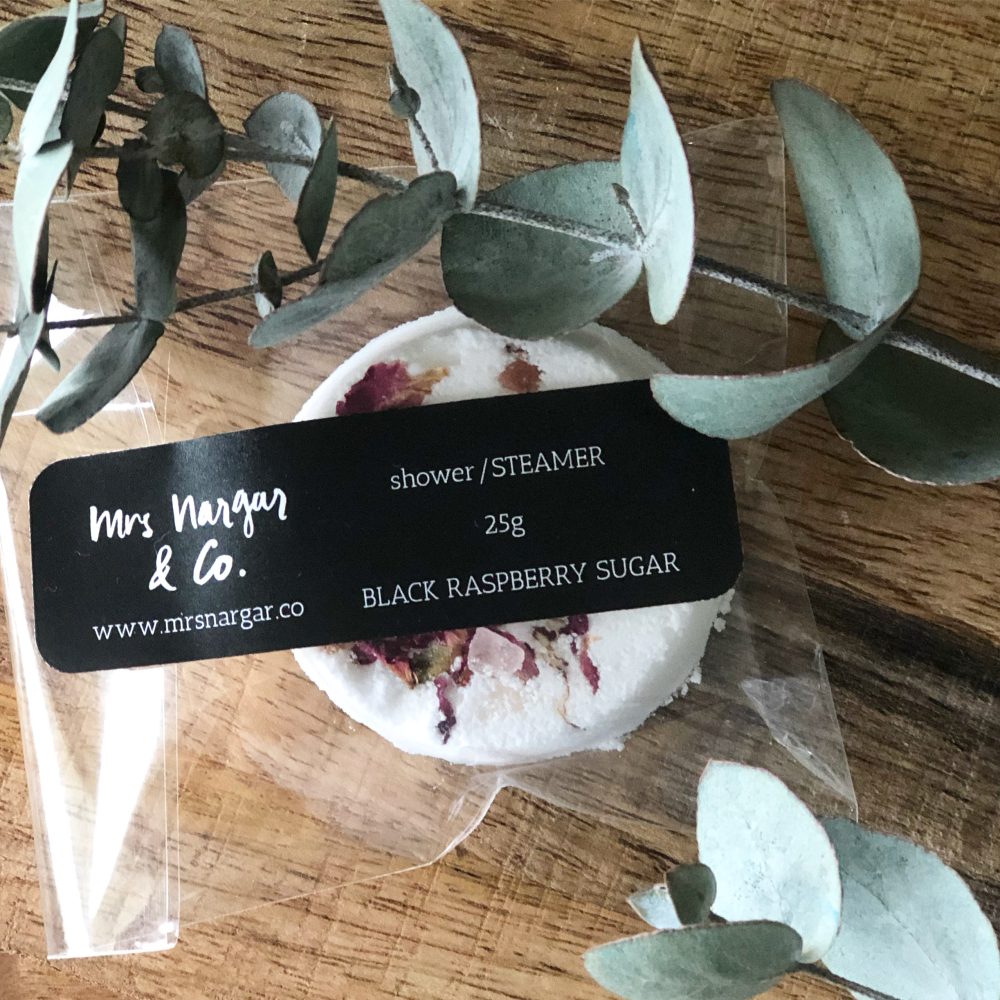 Mrs Nargar
& Co.
www.mrsnargar.co
shower/STEAMER
25g
BLACK RASPBERRY SUGAR